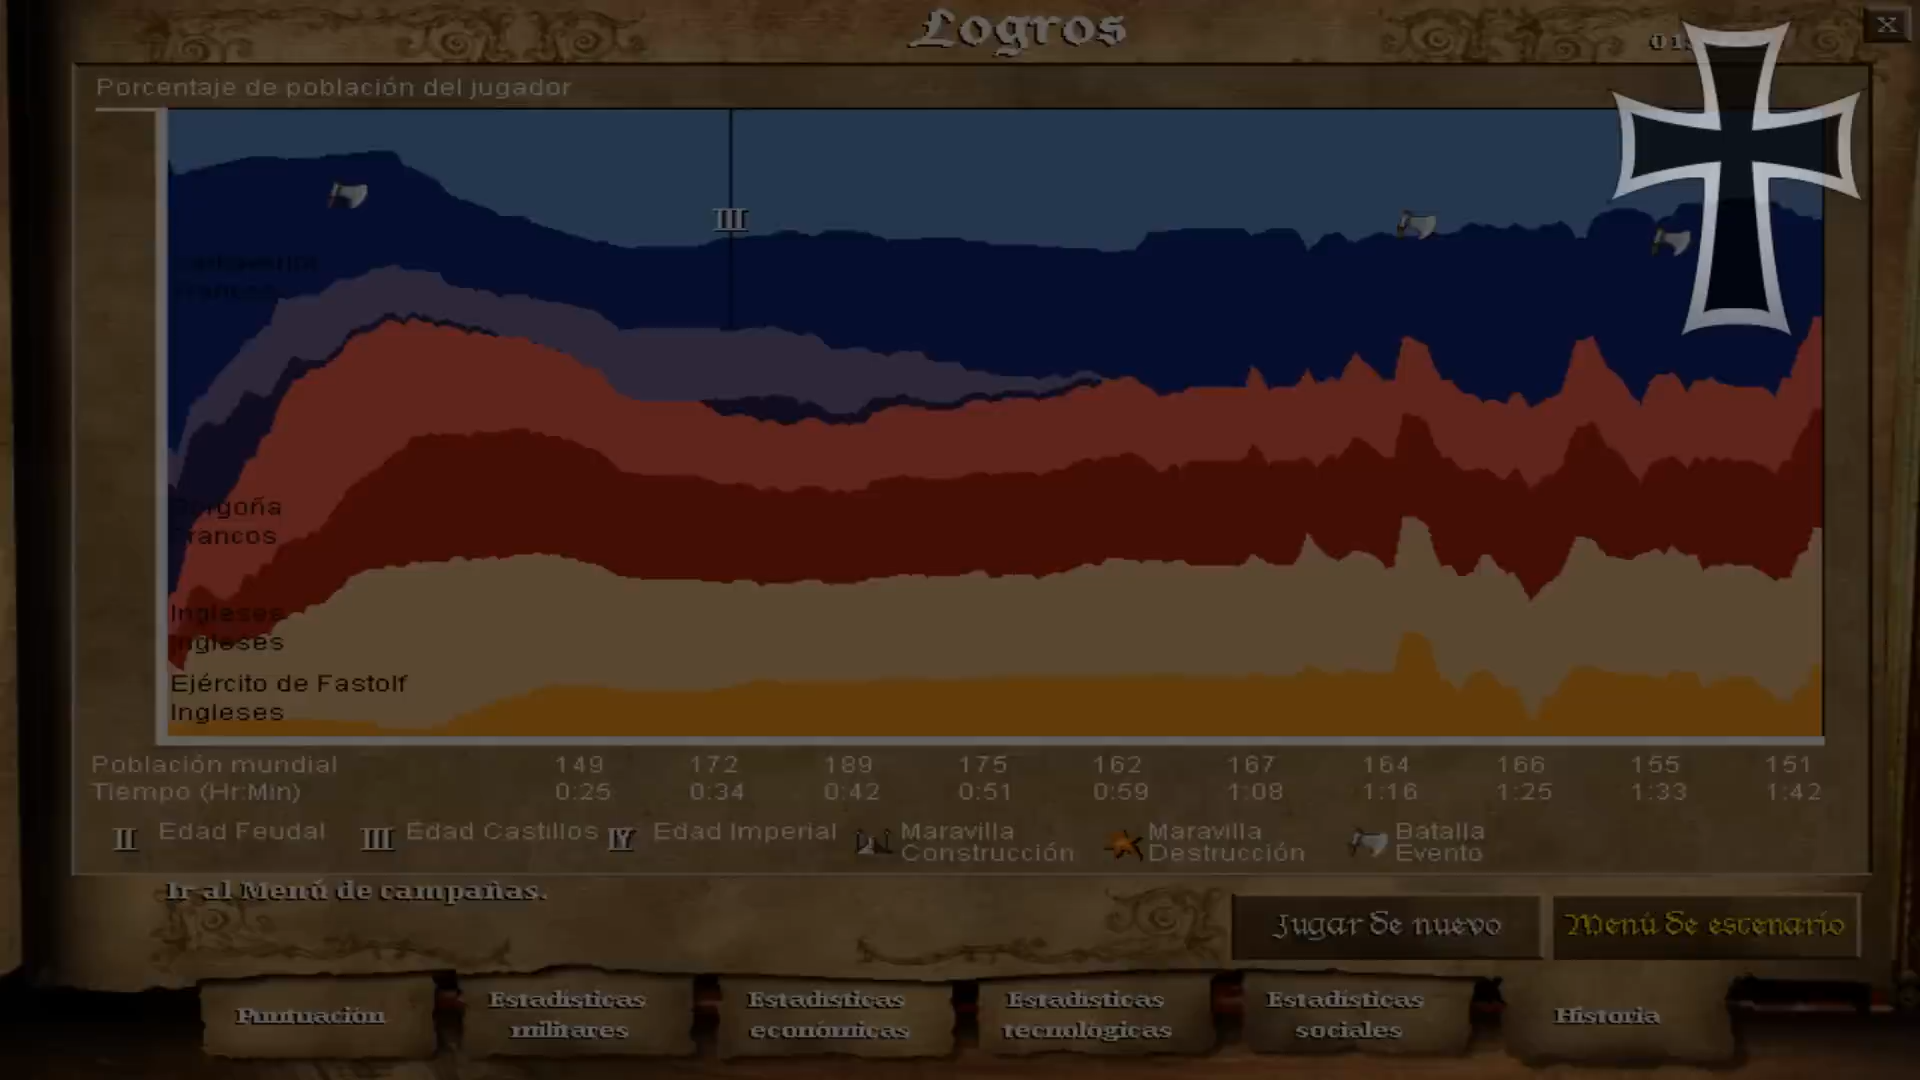 Logros
X
Porcentaje de población del jugador
III
Francos
Borgoña
Francos
Ingleses
Ingleses
Ejército de Fastolf
Ingleses
Población mundial 149 172 189 175 162 167 164 166 155 151
Tiempo (Hr:Min) 0:25 0:34 0:42 0:51 0:59 1:08 1:16 1:25 1:33 1:42
II Edad Feudal III Edad Castillos IV Edad Imperial Maravilla Construcción Maravilla Destrucción Batalla Evento
Ir al Menú de campañas.
Jugar de nuevo Menú de escenario
Puntuación Estadísticas militares Estadísticas económicas Estadísticas tecnológicas Estadísticas sociales Historia